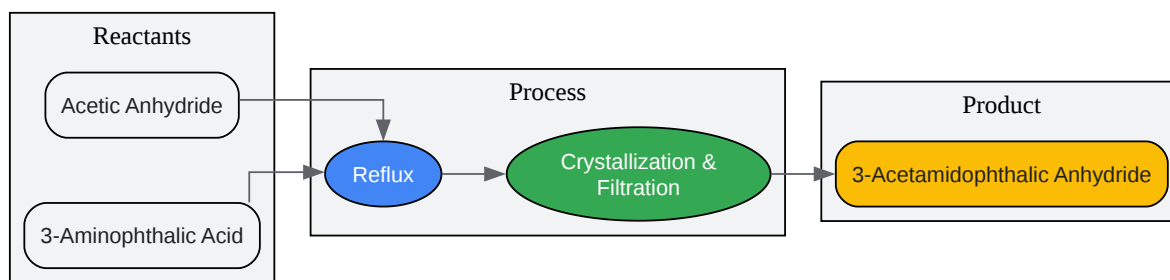 Reactants
Acetic Anhydride
3-Aminophthalic Acid
Process
Reflux
Crystallization &
Filtration
Product
3-Acetamidophthalic Anhydride